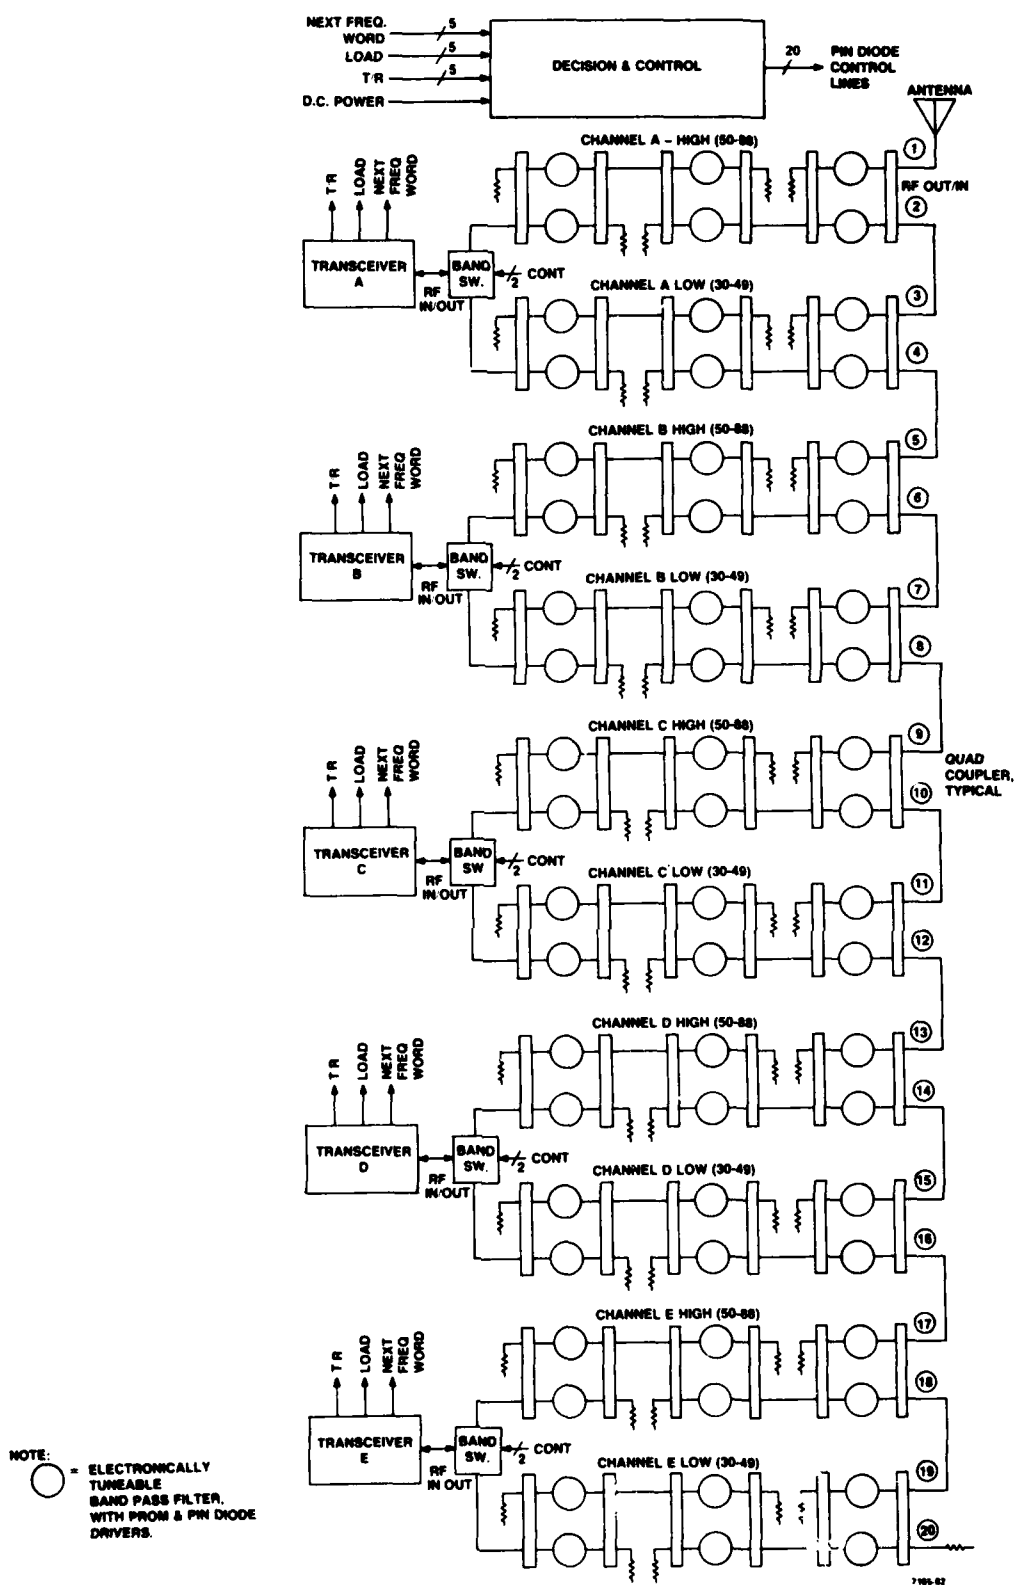 NEXT FREQ.
WORD
5
LOAD
5
T/R
5
D.C. POWER
DECISION & CONTROL
20
PIN DIODE
CONTROL
LINES
ANTENNA
CHANNEL A - HIGH (50-88)
1
RF OUT/IN
2
T R
LOAD
NEXT
FREQ
WORD
TRANSCEIVER
A
RF
IN/OUT
BAND
SW.
2
CONT
CHANNEL A LOW (30-49)
3
4
CHANNEL B HIGH (50-88)
5
6
T R
LOAD
NEXT
FREQ
WORD
TRANSCEIVER
B
RF
IN/OUT
BAND
SW.
2
CONT
CHANNEL B LOW (30-49)
7
8
CHANNEL C HIGH (50-88)
9
QUAD
COUPLER,
TYPICAL
10
T R
LOAD
NEXT
FREQ
WORD
TRANSCEIVER
C
RF
IN/OUT
BAND
SW
2
CONT
CHANNEL C LOW (30-49)
11
12
CHANNEL D HIGH (50-88)
13
14
T R
LOAD
NEXT
FREQ
WORD
TRANSCEIVER
D
RF
IN/OUT
BAND
SW.
2
CONT
CHANNEL D LOW (30-49)
15
16
CHANNEL E HIGH (50-88)
17
18
T R
LOAD
NEXT
FREQ
WORD
TRANSCEIVER
E
RF
IN OUT
BAND
SW.
2
CONT
CHANNEL E LOW (30-49)
19
20
NOTE:
= ELECTRONICALLY
TUNEABLE
BAND PASS FILTER,
WITH PROM & PIN DIODE
DRIVERS.
7165-02